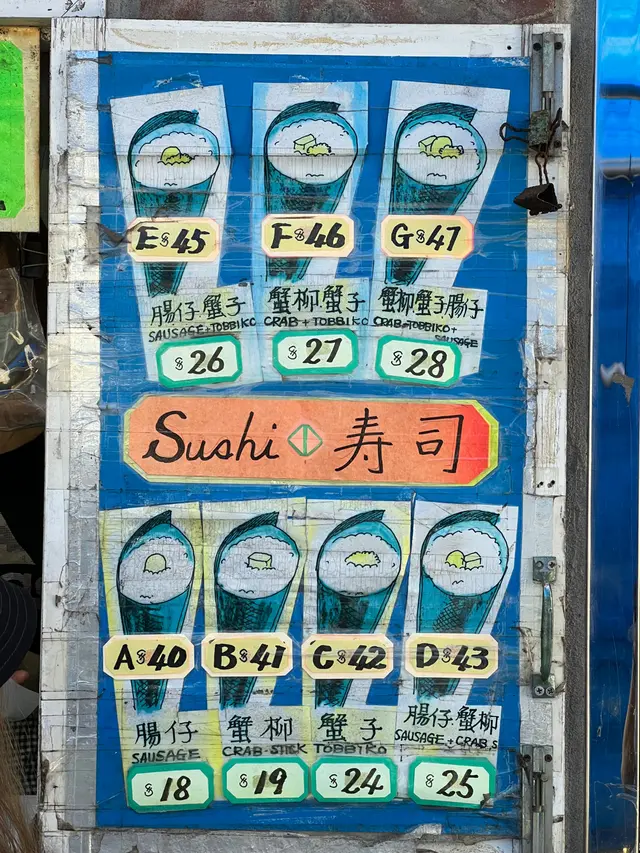 E $ 45
F $ 46
G $ 47
腸仔蟹子
SAUSAGE+TOBBIKO
蟹柳蟹子
CRAB+TOBBIKO
蟹柳蟹子腸仔
CRAB+TOBBIKO+
SAUSAGE
$ 26
$ 27
$ 28
Sushi 寿司
A $ 40
B $ 41
C $ 42
D $ 43
腸仔
SAUSAGE
蟹柳
CRAB-STICK
蟹子
TOBBIKO
腸仔蟹柳
SAUSAGE+CRAB.S
$ 18
$ 19
$ 24
$ 25